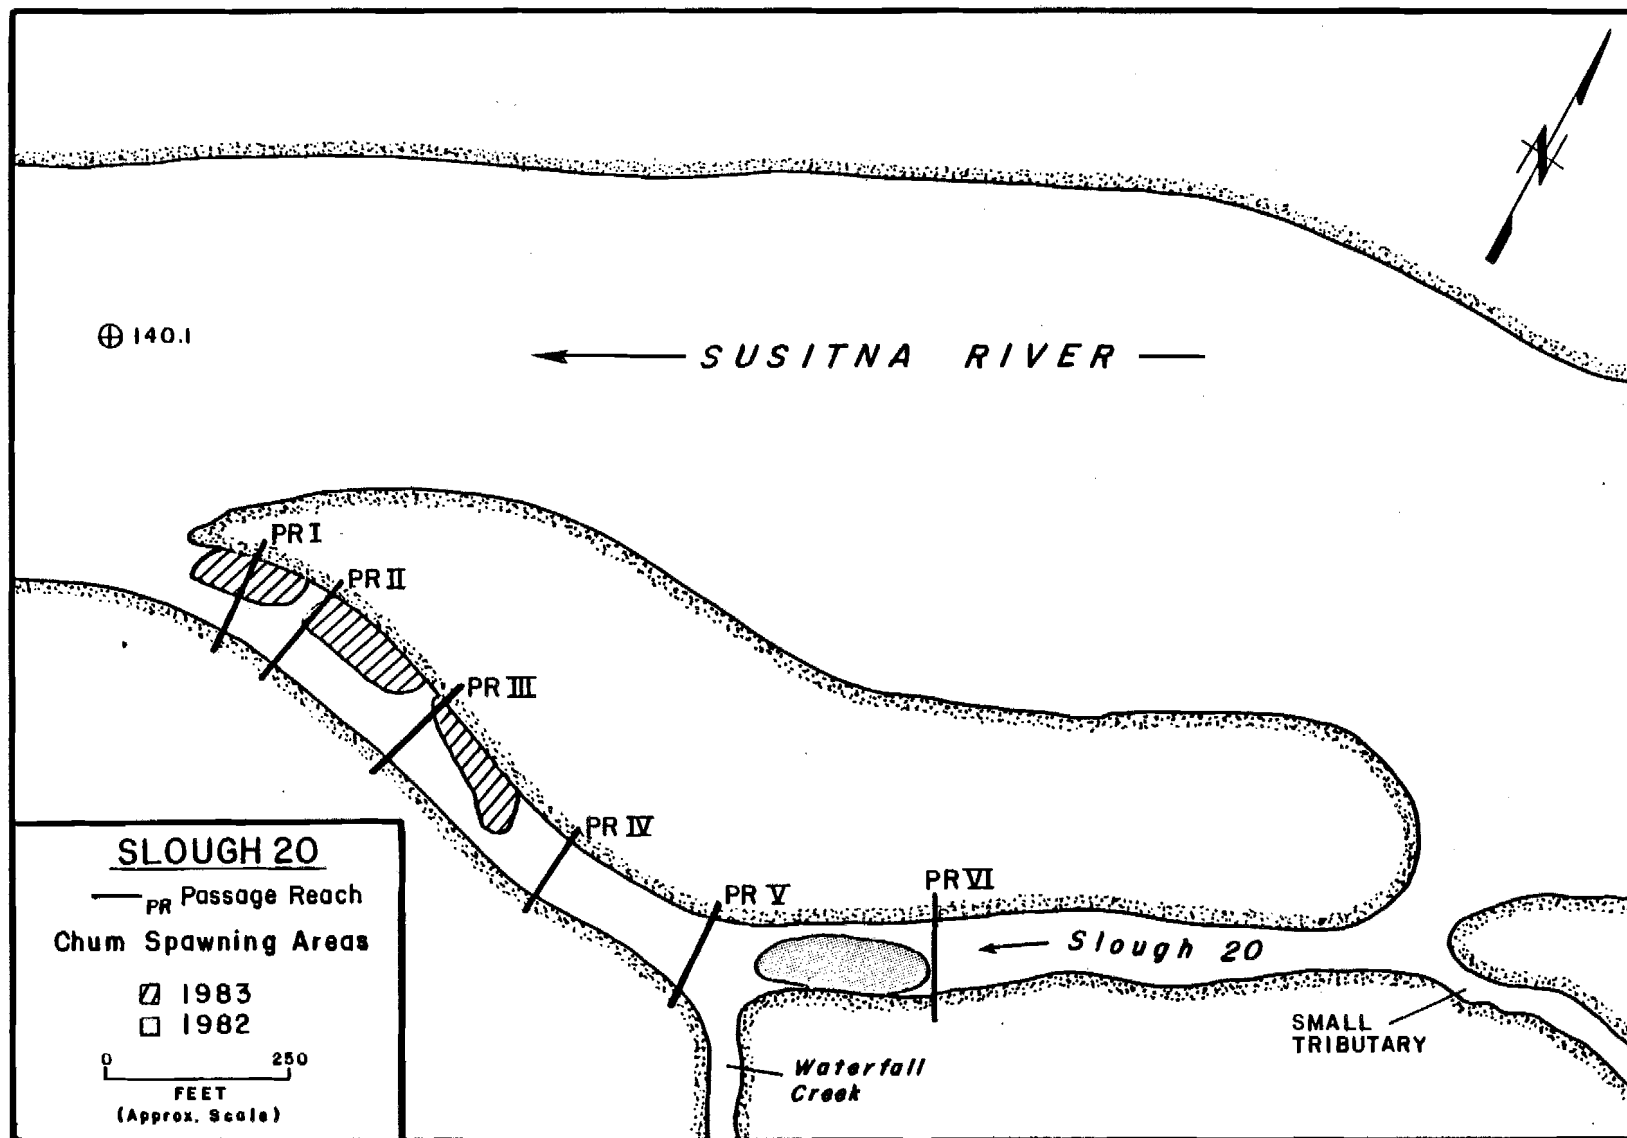 140.1
SUSITNA RIVER
PR I
PR II
PR III
PR IV
PR V
PR VI
Slough 20
SMALL
TRIBUTARY
Waterfall
Creek
SLOUGH 20
PR Passage Reach
Chum Spawning Areas
1983
1982
0 250
FEET
(Approx. Scale)